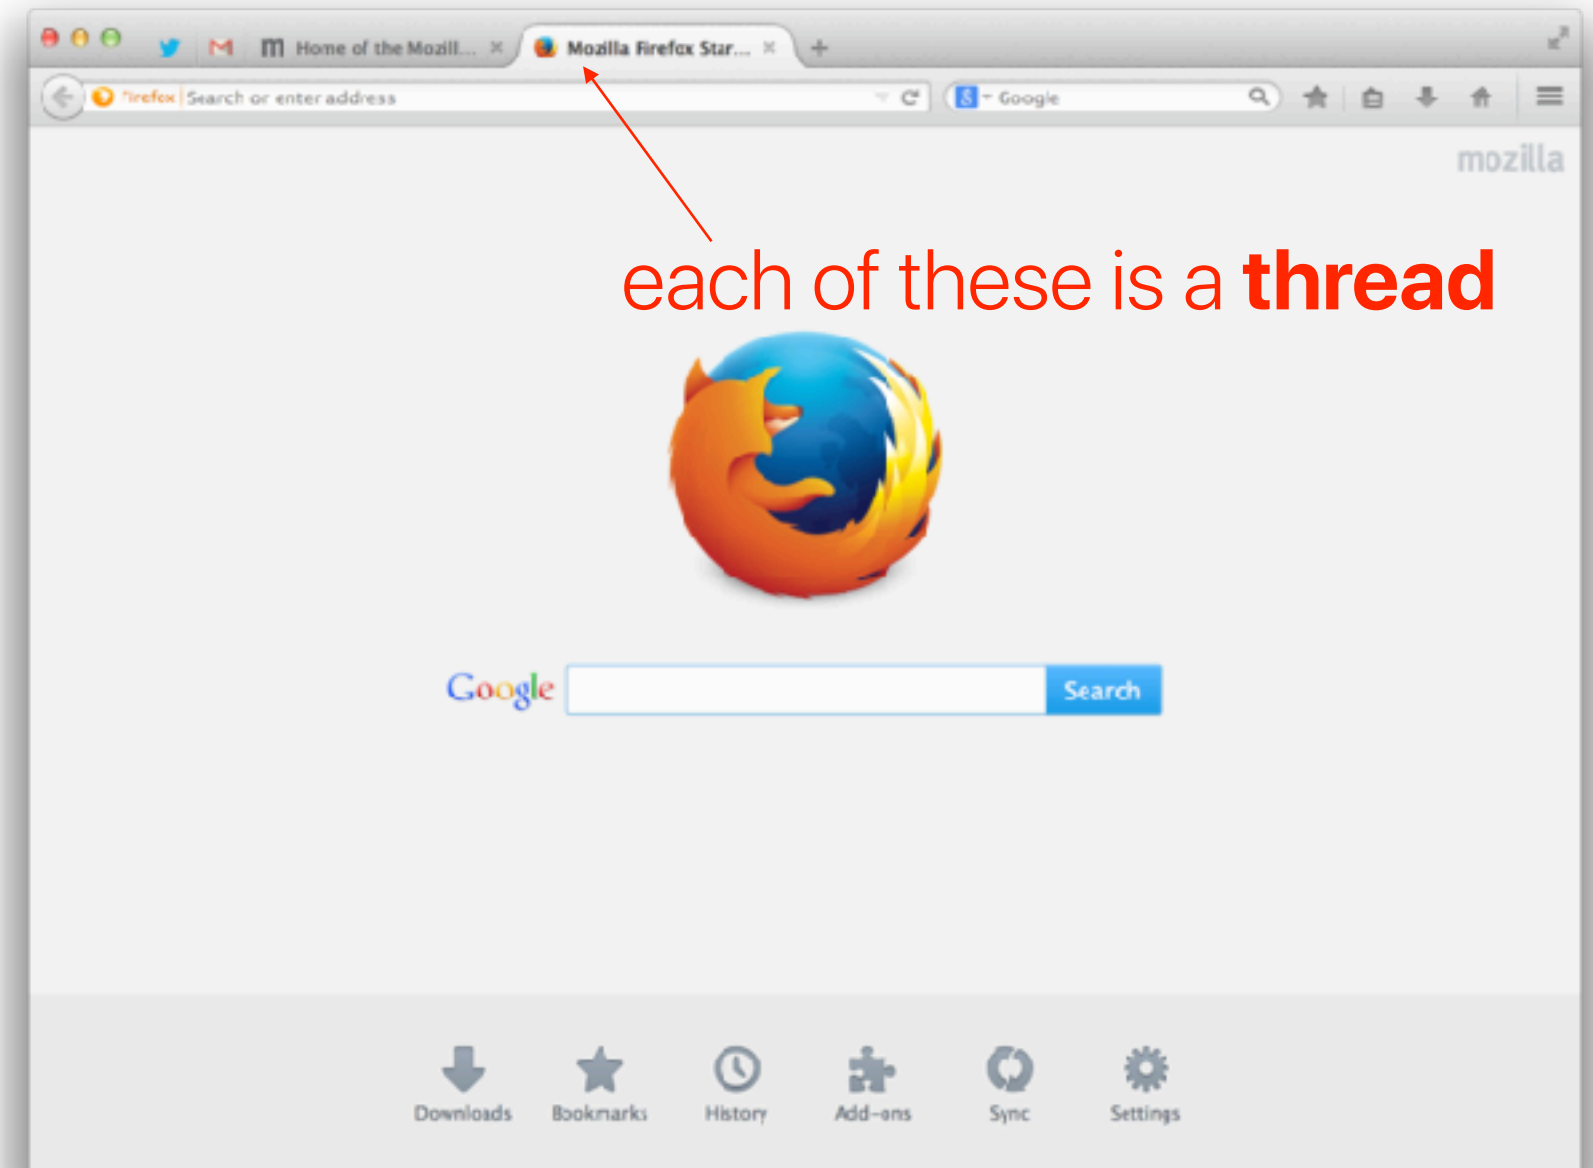 Home of the Mozill...
Mozilla Firefox Star...
Firefox Search or enter address
Google
mozilla
each of these is a thread
Google Search
Downloads Bookmarks History Add-ons Sync Settings